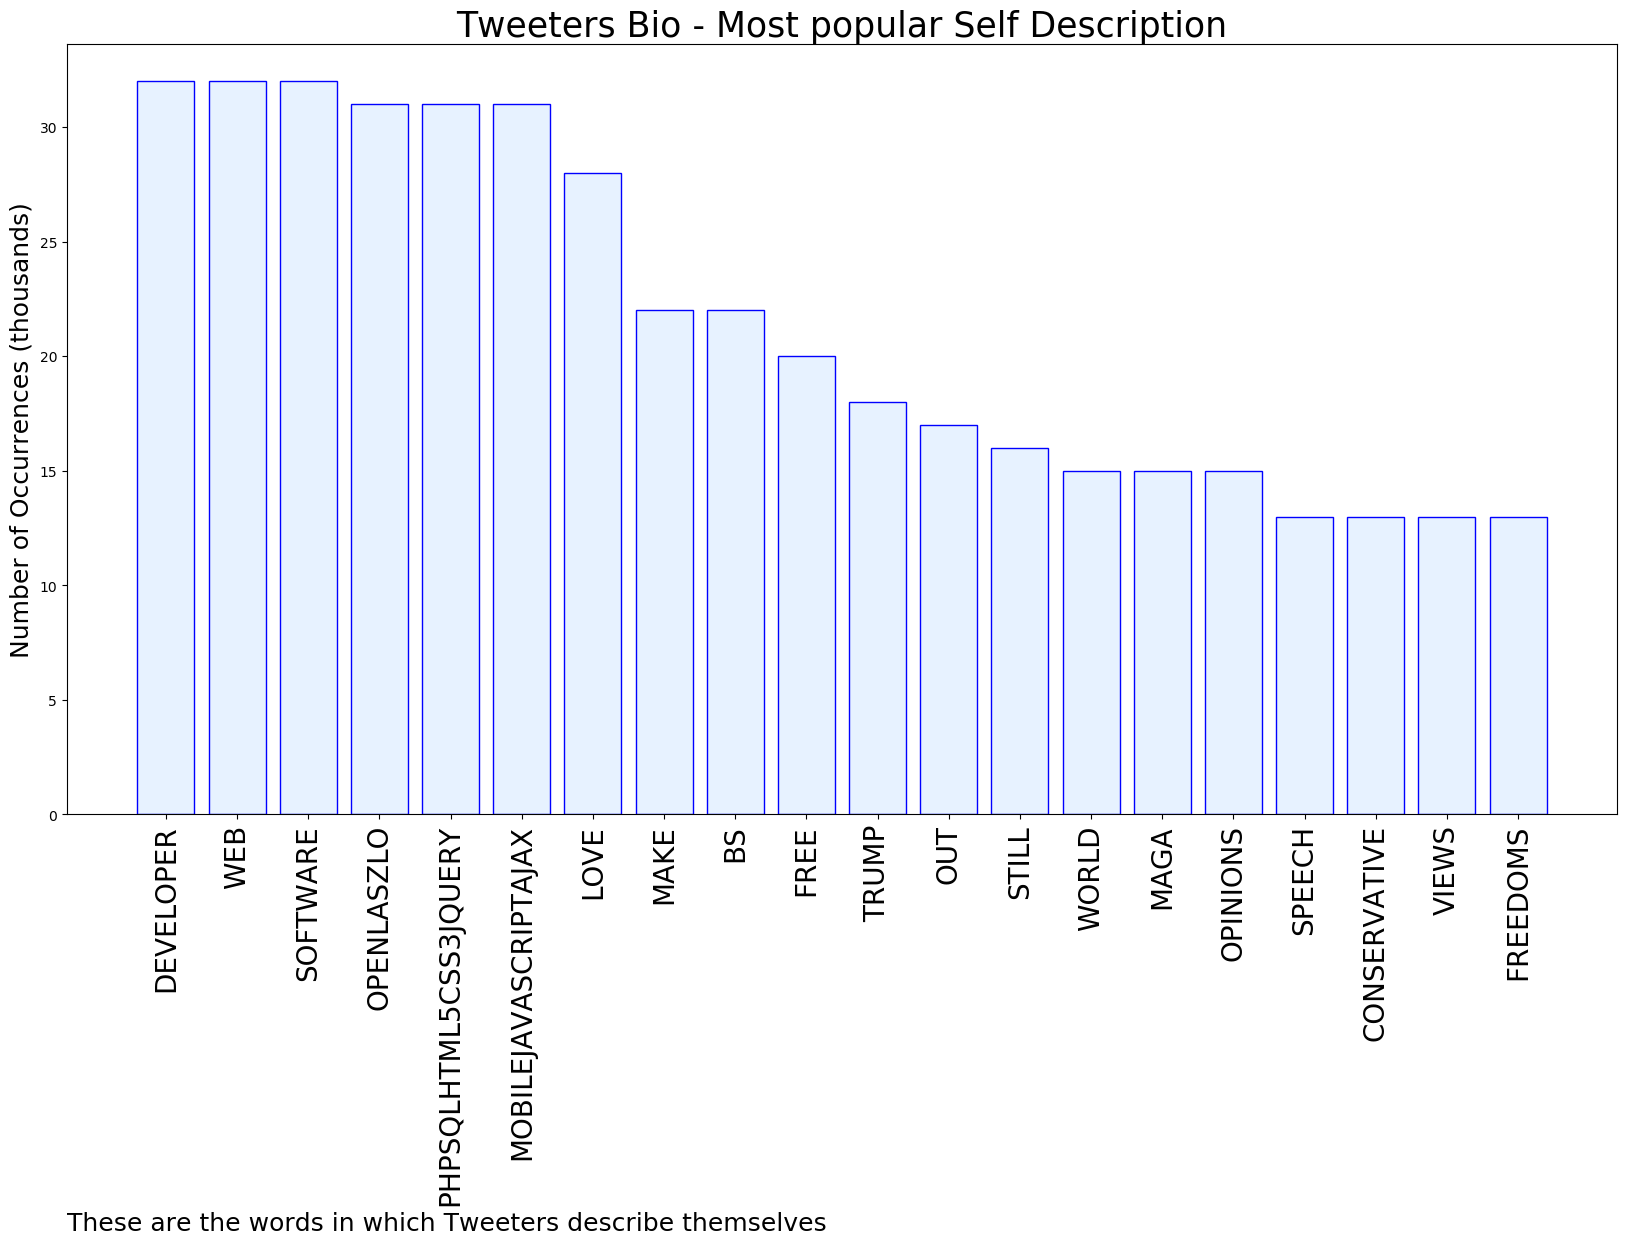 Tweeters Bio - Most popular Self Description
Number of Occurrences (thousands)
30
25
20
15
10
5
0
DEVELOPER
WEB
SOFTWARE
OPENLASZLO
PHPSQLHTML5CSS3JQUERY
MOBILEJAVASCRIPTAJAX
LOVE
MAKE
BS
FREE
TRUMP
OUT
STILL
WORLD
MAGA
OPINIONS
SPEECH
CONSERVATIVE
VIEWS
FREEDOMS
These are the words in which Tweeters describe themselves